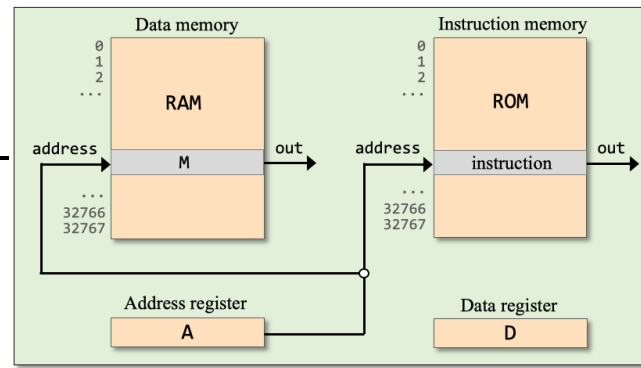 Data memory
Instruction memory
0
1
2
...
RAM
0
1
2
...
ROM
address
M
out
address
instruction
out
...
32766
32767
...
32766
32767
Address register
A
Data register
D